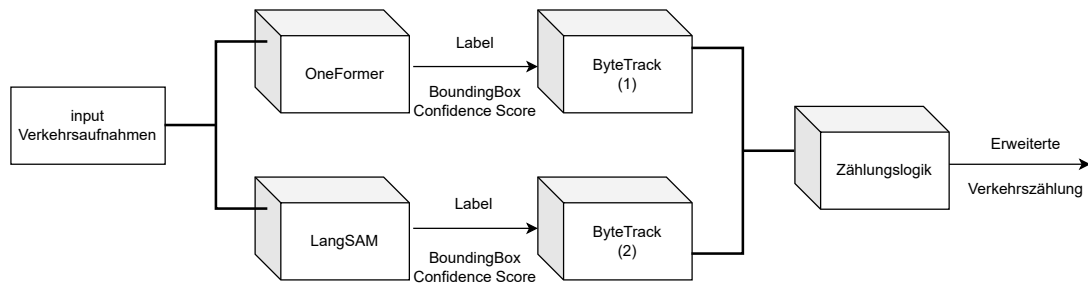 input
Verkehrsaufnahmen
OneFormer
Label
BoundingBox
Confidence Score
ByteTrack
(1)
LangSAM
Label
BoundingBox
Confidence Score
ByteTrack
(2)
Zählungslogik
Erweiterte
Verkehrszählung